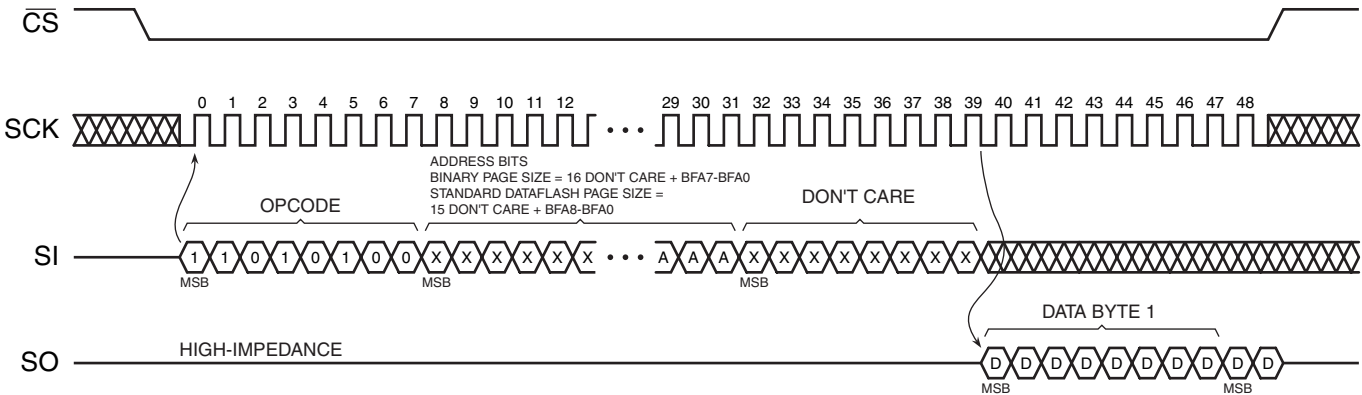 CS
SCK
0 1 2 3 4 5 6 7 8 9 10 11 12 29 30 31 32 33 34 35 36 37 38 39 40 41 42 43 44 45 46 47 48
ADDRESS BITS
BINARY PAGE SIZE = 16 DON'T CARE + BFA7-BFA0
STANDARD DATAFLASH PAGE SIZE =
15 DON'T CARE + BFA8-BFA0
OPCODE
DON'T CARE
SI
1 1 0 1 0 1 0 0 X X X X X X A A A X X X X X X X X
MSB MSB MSB
DATA BYTE 1
SO
HIGH-IMPEDANCE
D D D D D D D D D D
MSB MSB